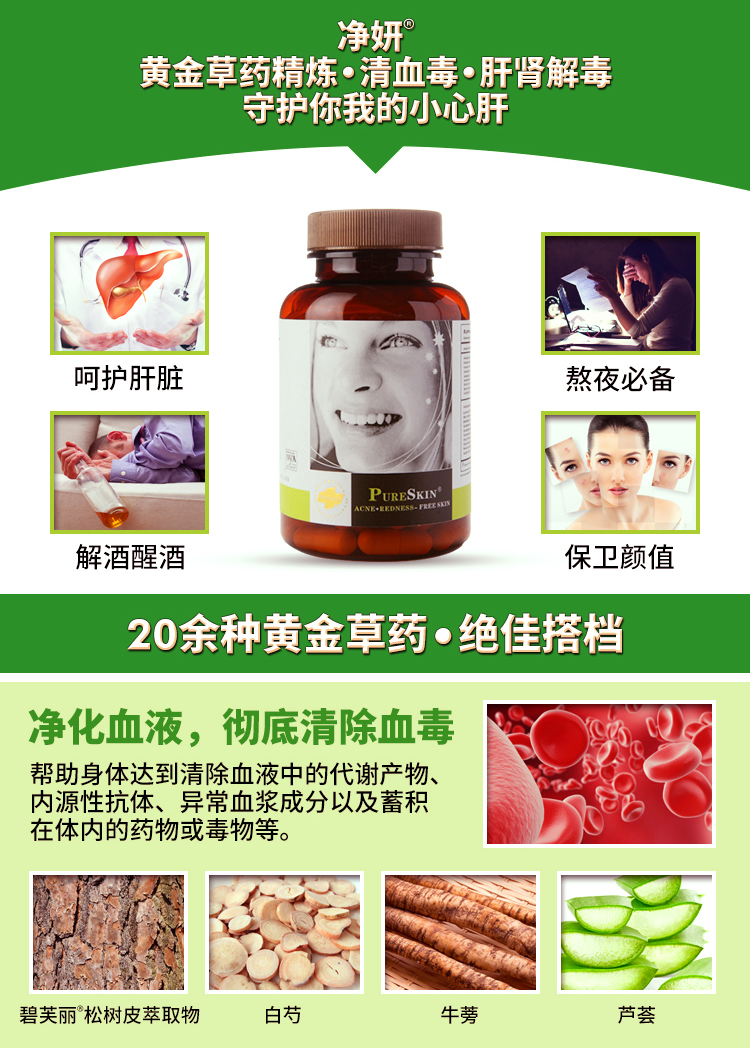 净妍®
黄金草药精炼•清血毒•肝肾解毒
守护你我的小心肝
呵护肝脏
熬夜必备
PURESKIN®
ACNE•REDNESS-FREE SKIN
解酒醒酒
保卫颜值
20余种黄金草药•绝佳搭档
净化血液，彻底清除血毒
帮助身体达到清除血液中的代谢产物、
内源性抗体、异常血浆成分以及蓄积
在体内的药物或毒物等。
碧芙丽®松树皮萃取物
白芍
牛蒡
芦荟